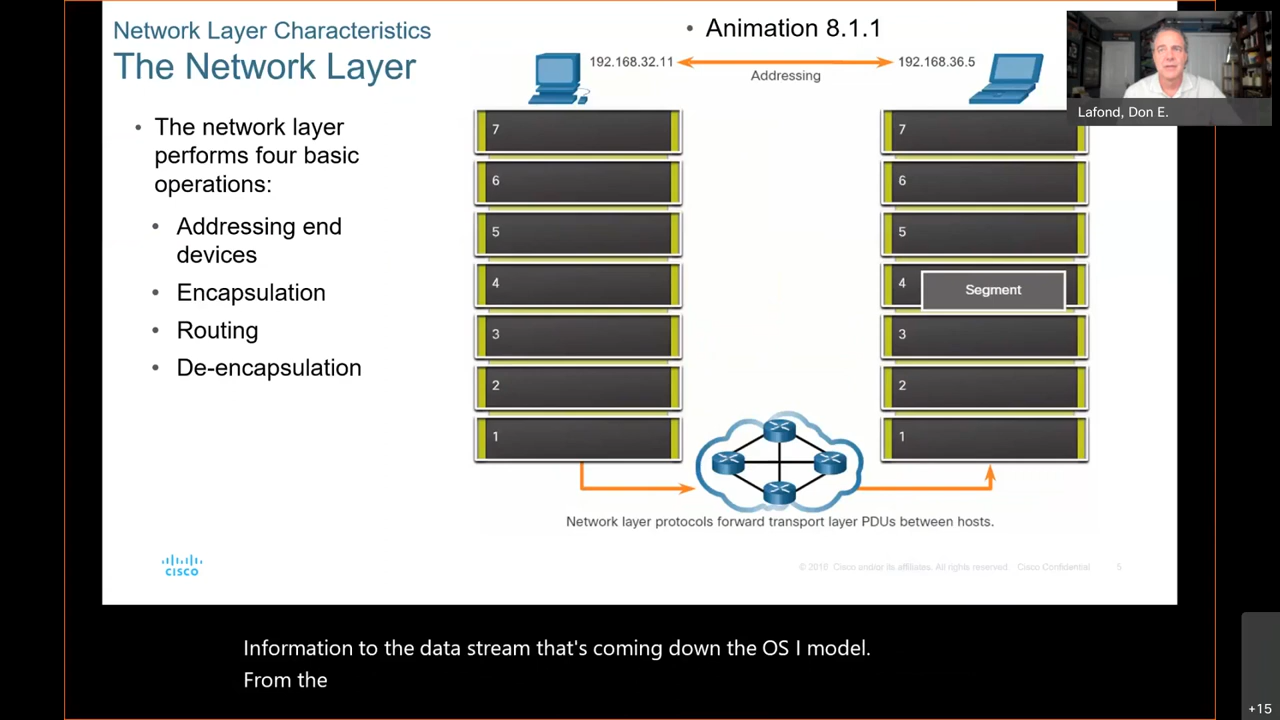 Network Layer Characteristics
The Network Layer
• The network layer
performs four basic
operations:
• Addressing end
devices
• Encapsulation
• Routing
• De-encapsulation
• Animation 8.1.1
192.168.32.11
Addressing
192.168.36.5
7
6
5
4
3
2
1
7
6
5
4
Segment
3
2
1
Network layer protocols forward transport layer PDUs between hosts.
CISCO
© 2016 Cisco and/or its affiliates. All rights reserved. Cisco Confidential
5
Lafond, Don E.
Information to the data stream that's coming down the OS I model.
From the
+15